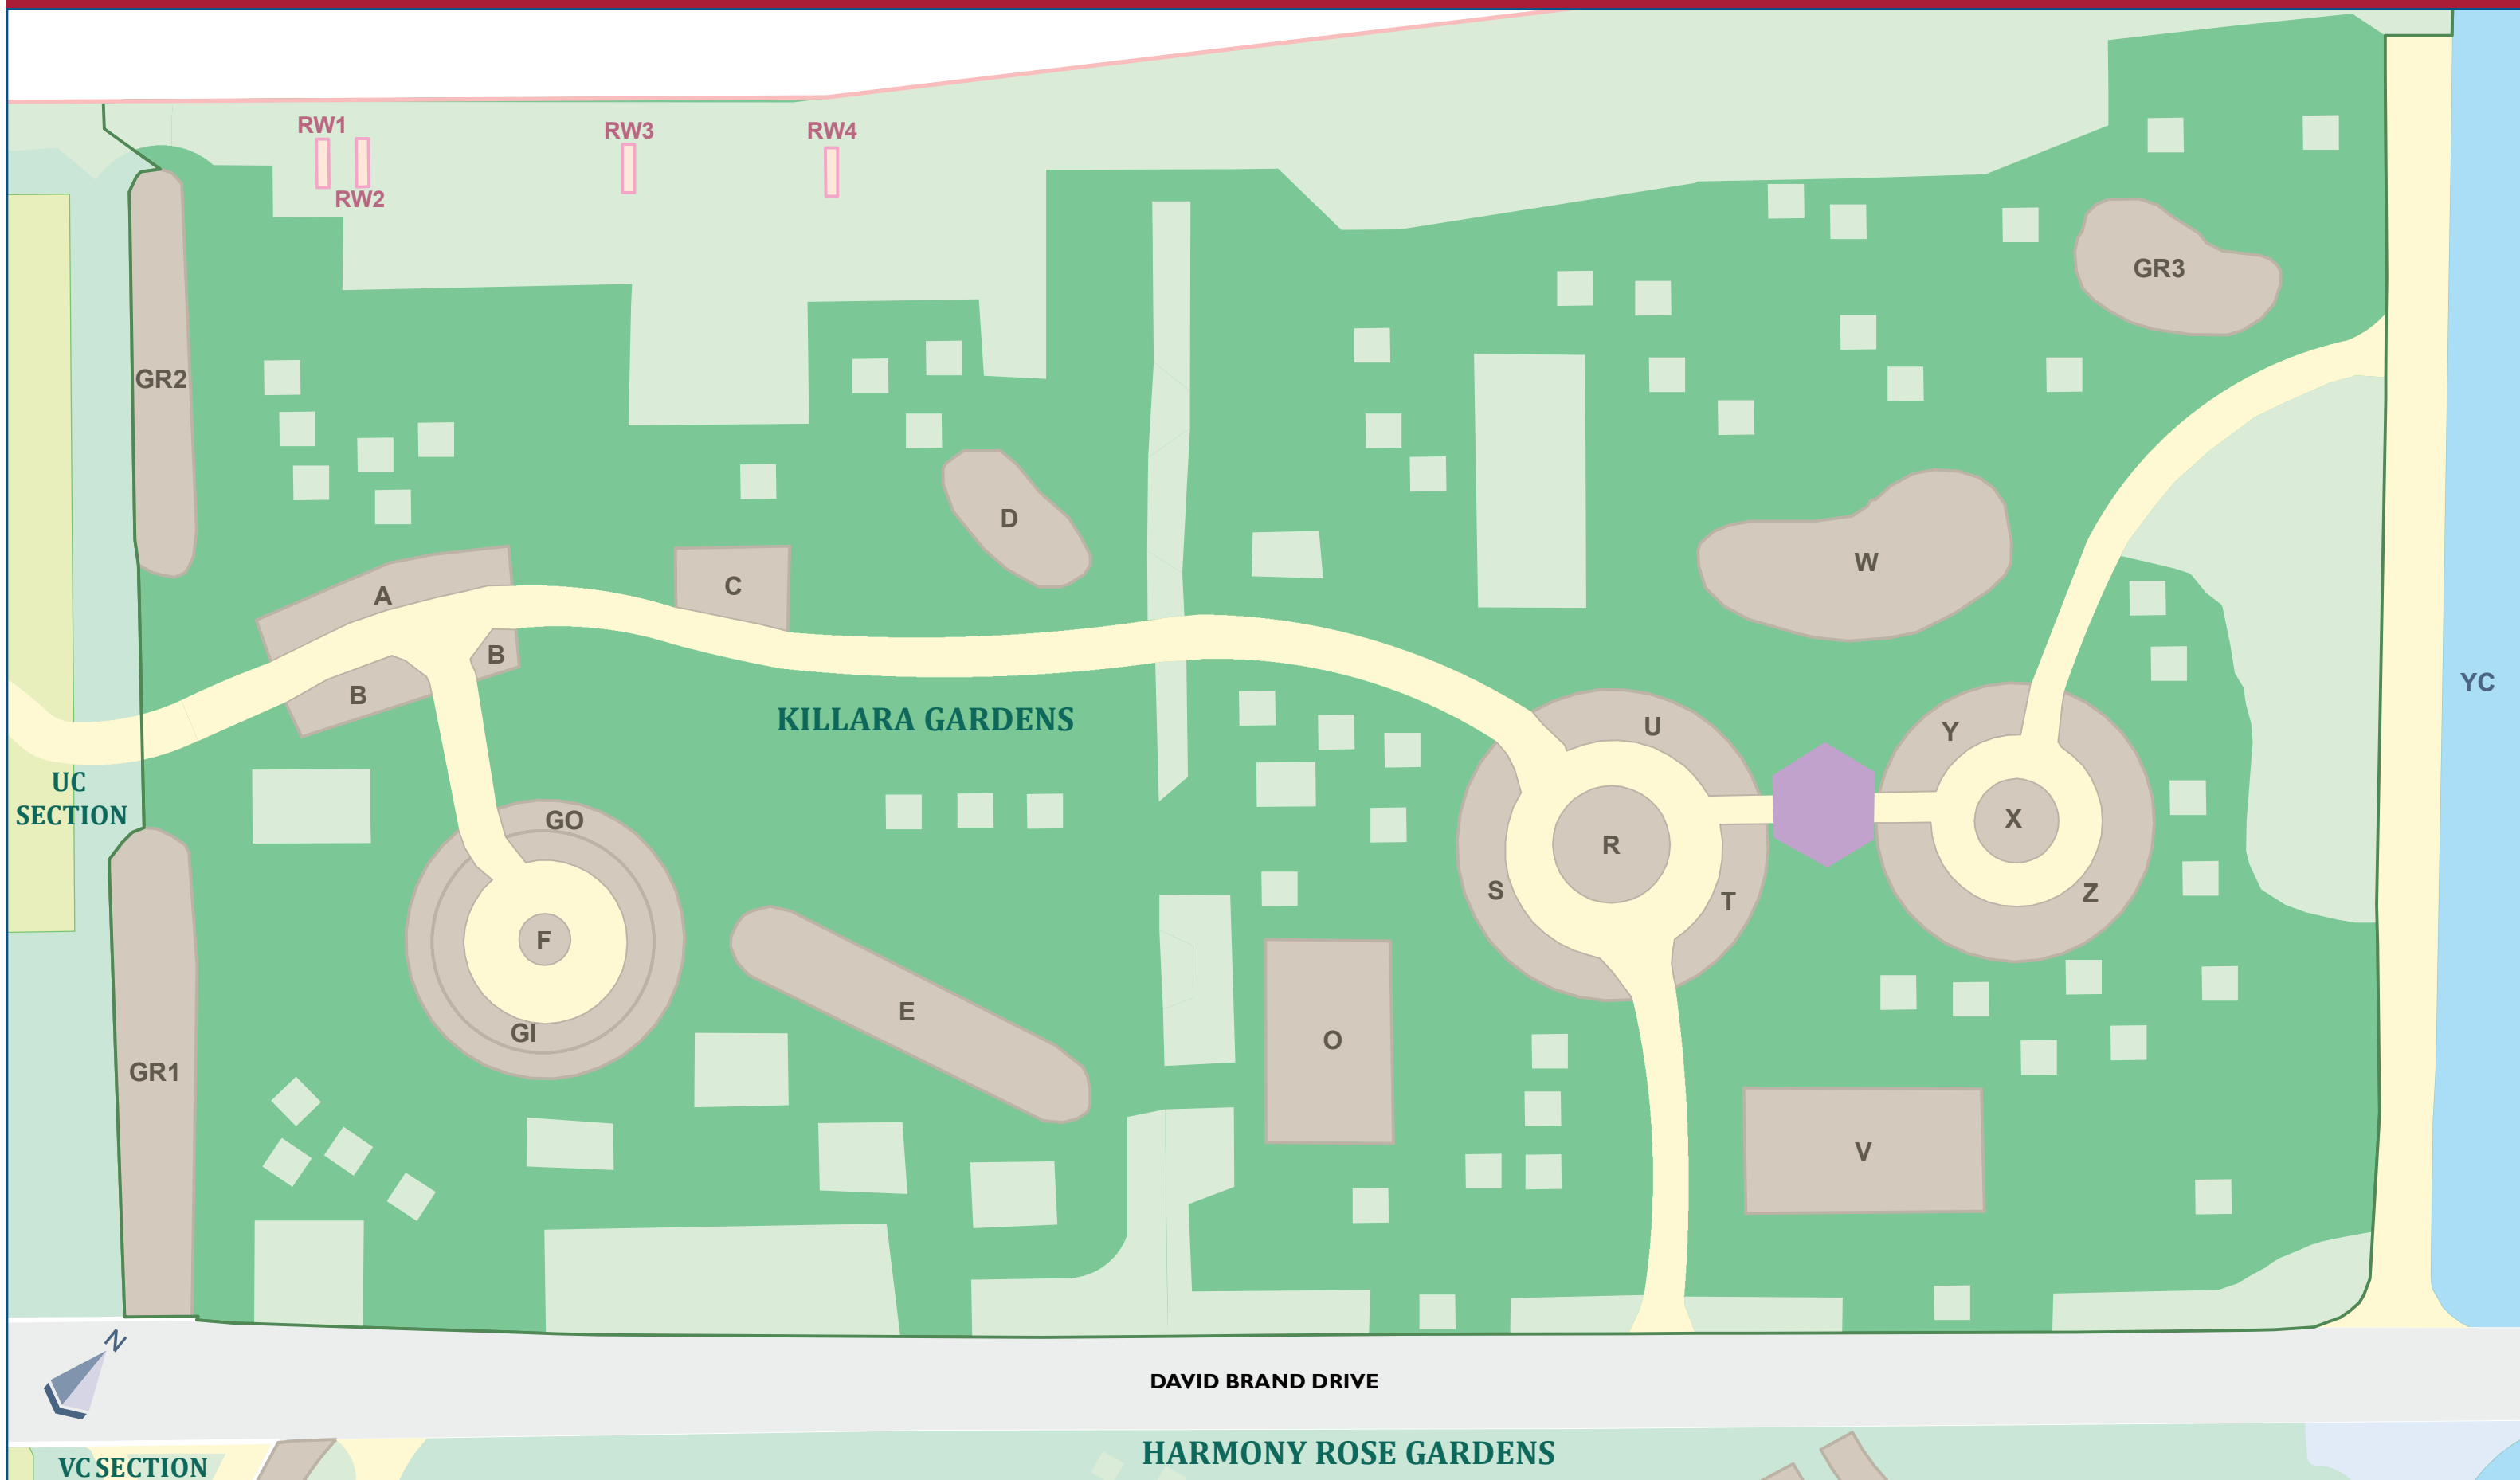 RW1
RW3
RW4
RW2
GR3
GR2
D
W
C
A
B
B
YC
KILLARA GARDENS
U
Y
UC
SECTION
GO
X
R
S
T
Z
F
E
GI
O
GR1
V
N
DAVID BRAND DRIVE
HARMONY ROSE GARDENS
VC SECTION